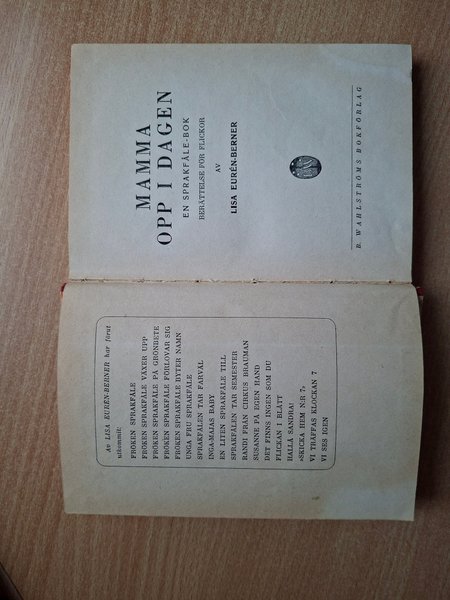 Av LISA EURÉN-BERNER har förut
utkommit:
FRÖKEN SPRAKFÅLE
FRÖKEN SPRAKFÅLE VÄXER UPP
FRÖKEN SPRAKFÅLE PÅ GRÖNBETE
FRÖKEN SPRAKFÅLE FÖRLOVAR SIG
FRÖKEN SPRAKFÅLE BYTER NAMN
UNGA FRU SPRAKFÅLE
SPRAKFÅLEN TAR FARVÄL
INGA-MAJAS BABY
EN LITEN SPRAKFÅLE TILL
SPRAKFÅLEN TAR SEMESTER
RANDI FRÅN CIRKUS BRAUMAN
SUSANNE PÅ EGEN HAND
DET FINNS INGEN SOM DU
FLICKAN I BLÅTT
HALLÅ SANDRA!
»SKICKA HEM N:R 7»
VI TRÄFFAS KLOCKAN 7
VI SES IGEN
MAMMA
OPP I DAGEN
EN SPRAKFÅLE-BOK
BERÄTTELSE FÖR FLICKOR
AV
LISA EURÉN-BERNER
B. WAHLSTRÖMS BOKFÖRLAG